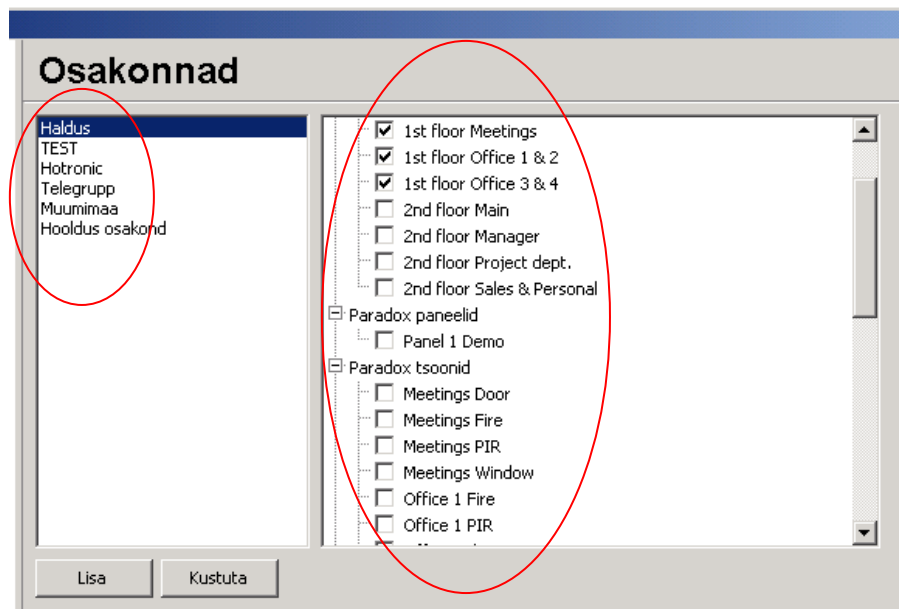 Osakonnad
Haldus
TEST
Hotronic
Telegrupp
Muumimaa
Hooldus osakond
1st floor Meetings
1st floor Office 1 & 2
1st floor Office 3 & 4
2nd floor Main
2nd floor Manager
2nd floor Project dept.
2nd floor Sales & Personal
Paradox paneelid
Panel 1 Demo
Paradox tsoonid
Meetings Door
Meetings Fire
Meetings PIR
Meetings Window
Office 1 Fire
Office 1 PIR
Lisa
Kustuta